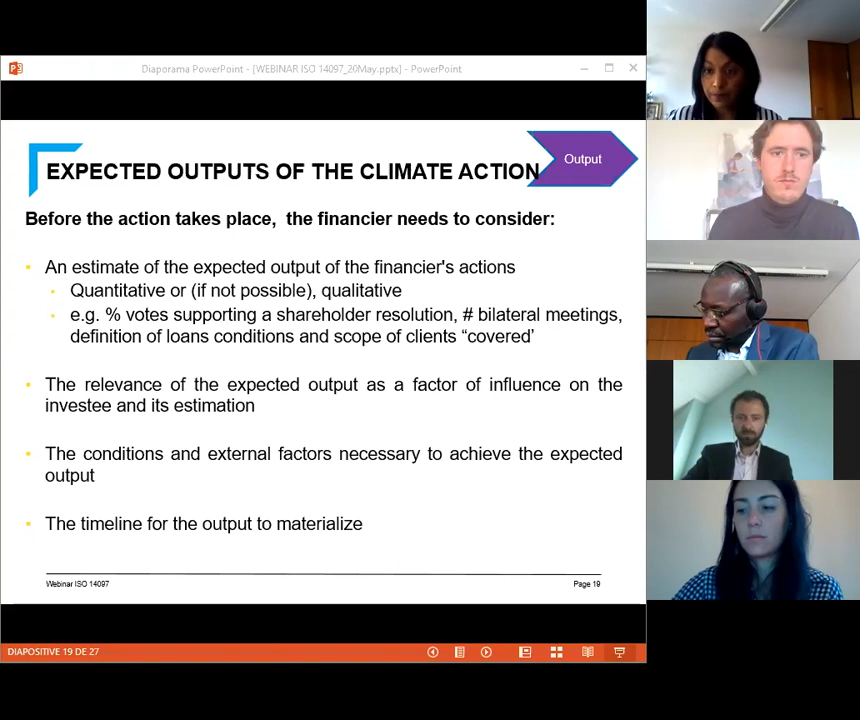 Diaporama PowerPoint - [WEBINAR ISO 14097_20May.pptx] - PowerPoint
Output
EXPECTED OUTPUTS OF THE CLIMATE ACTION
Before the action takes place, the financier needs to consider:
• An estimate of the expected output of the financier's actions
• Quantitative or (if not possible), qualitative
• e.g. % votes supporting a shareholder resolution, # bilateral meetings,
definition of loans conditions and scope of clients “covered’
• The relevance of the expected output as a factor of influence on the
investee and its estimation
• The conditions and external factors necessary to achieve the expected
output
• The timeline for the output to materialize
Webinar ISO 14097
Page 19
DIAPOSITIVE 19 DE 27